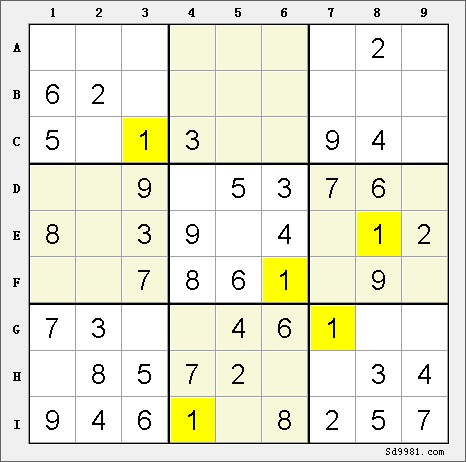 1 2 3 4 5 6 7 8 9
A 2
B 6 2
C 5 1 3 9 4
D 9 5 3 7 6
E 8 3 9 4 1 2
F 7 8 6 1 9
G 7 3 4 6 1
H 8 5 7 2 3 4
I 9 4 6 1 8 2 5 7
Sd9981.com